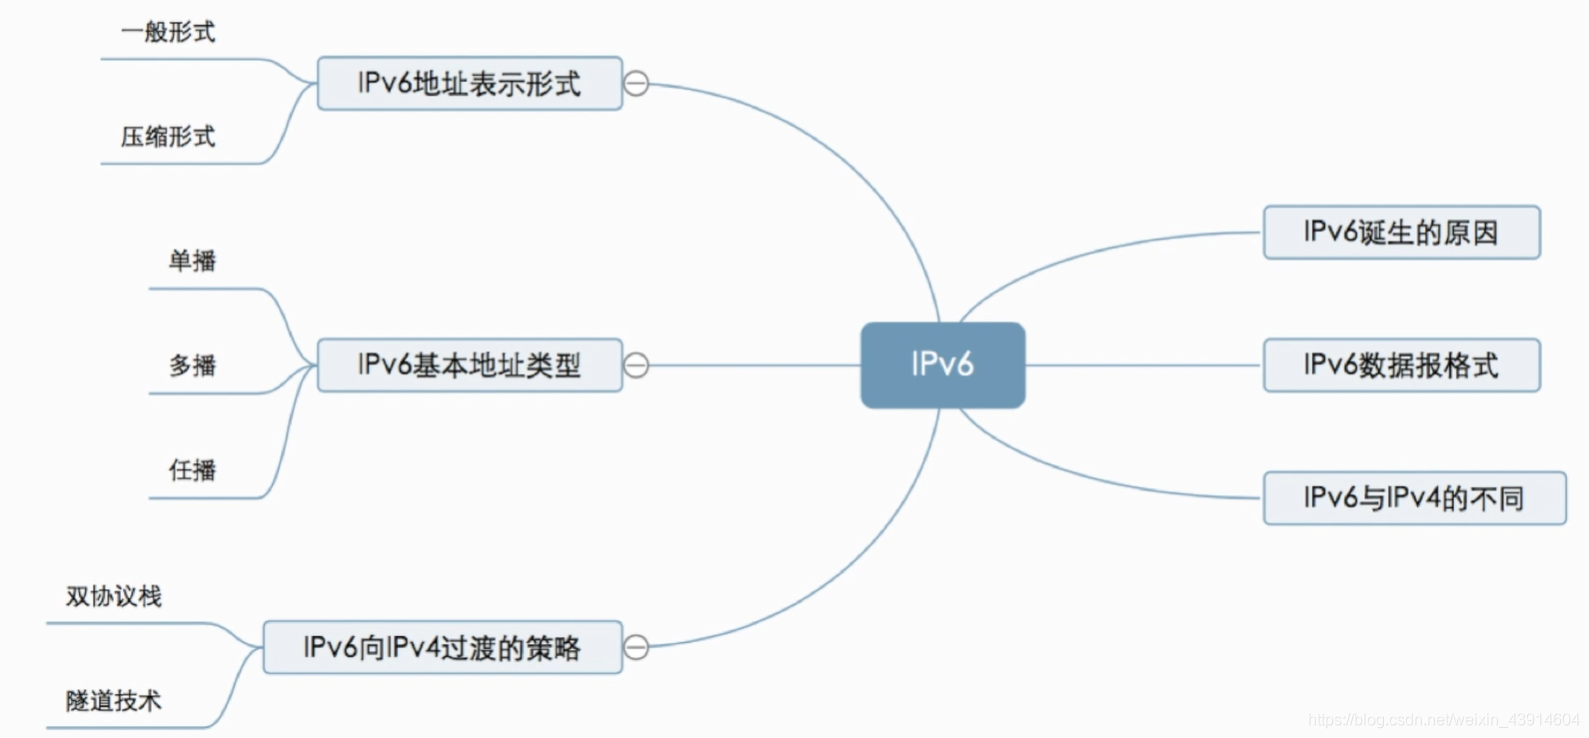 一般形式
IPv6地址表示形式
压缩形式
单播
多播
IPv6基本地址类型
任播
双协议栈
IPv6向IPv4过渡的策略
隧道技术
IPv6
IPv6诞生的原因
IPv6数据报格式
IPv6与IPv4的不同
https://blog.csdn.net/weixin_43914604